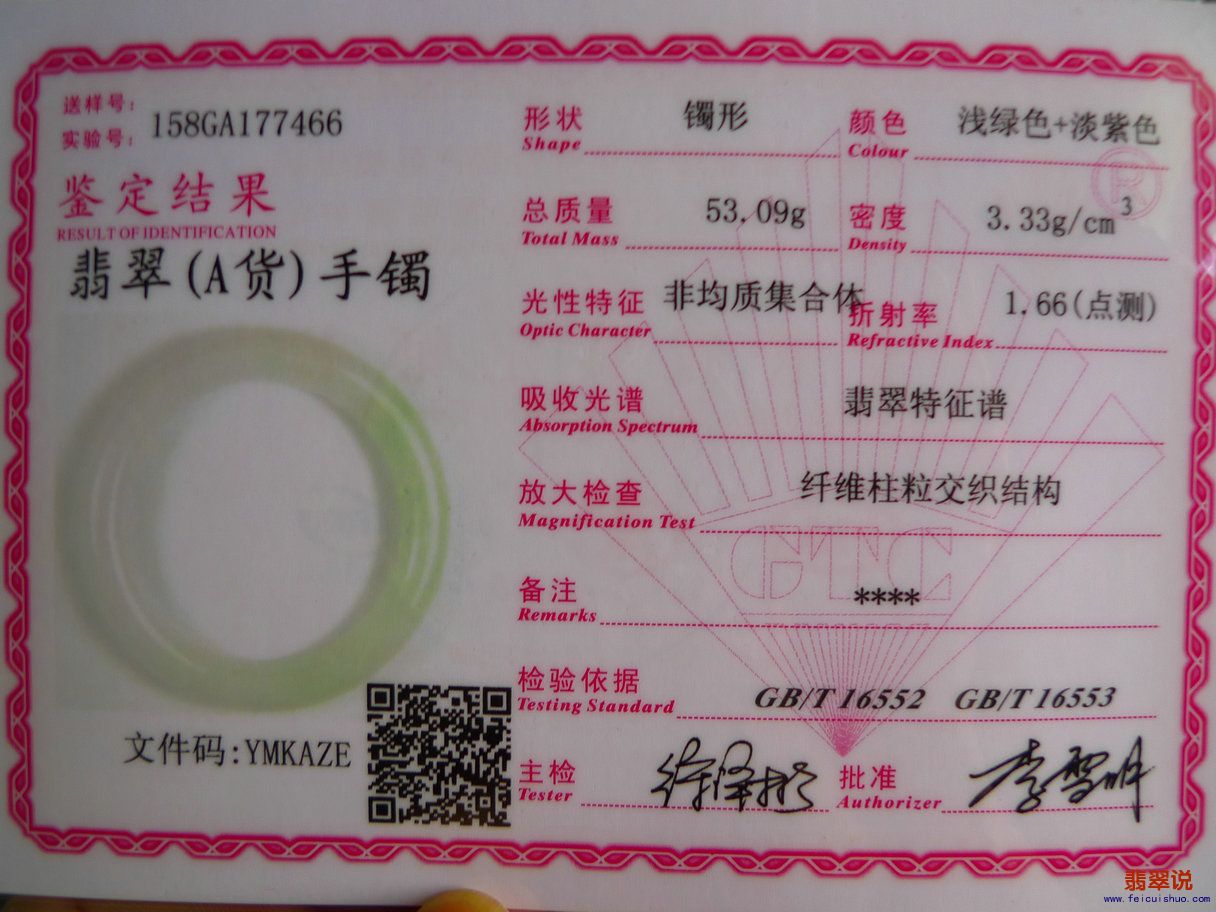 送样号:
实验号: 158GA177466
鉴定结果
RESULT OF IDENTIFICATION
翡翠(A货)手镯
文件码:YMKAZE
形状 镯形 颜色 浅绿色+淡紫色
Shape Colour
总质量 53.09g 密度 3.33g/cm³
Total Mass Density
光性特征 非均质集合体 折射率 1.66(点测)
Optic Character Refractive Index
吸收光谱 翡翠特征谱
Absorption Spectrum
放大检查 纤维柱粒交织结构
Magnification Test
GTC
备注 ****
Remarks
检验依据 GB/T 16552 GB/T 16553
Testing Standard
主检 批准
Tester Authorizer
翡翠说
www.feicuishuo.com